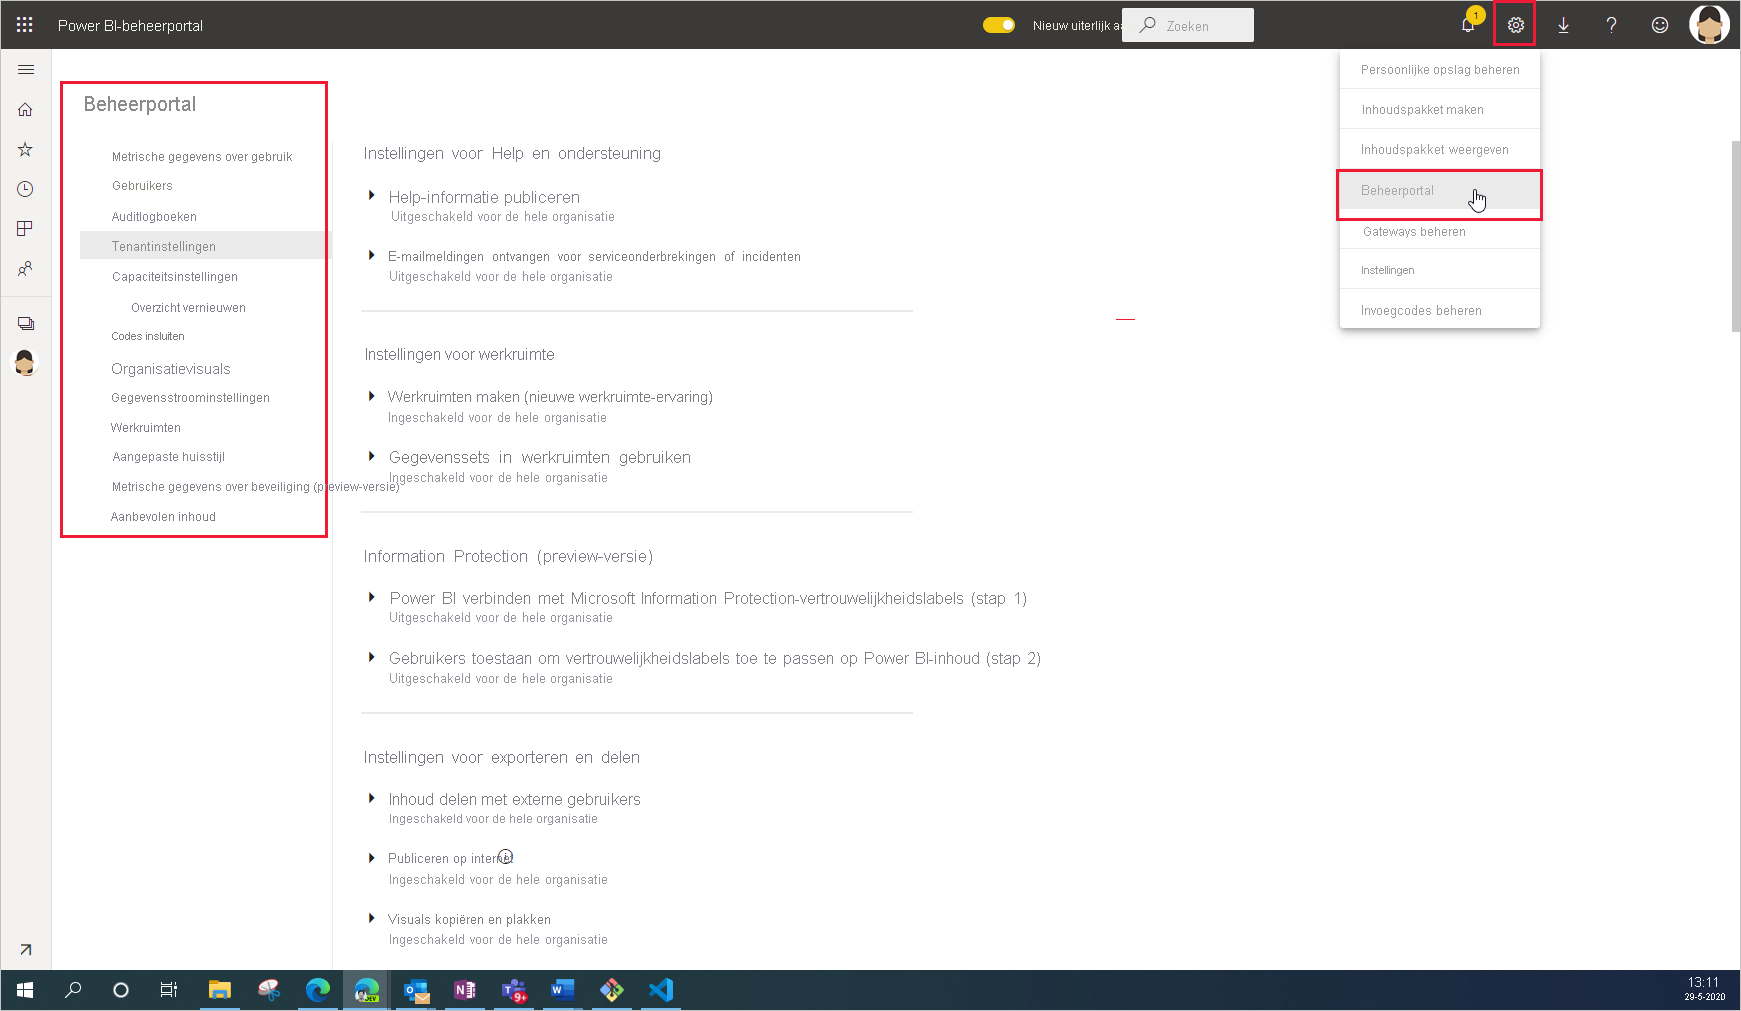 Power BI-beheerportal
Nieuw uiterlijk
Zoeken
1
Beheerportal
Metrische gegevens over gebruik
Gebruikers
Auditlogboeken
Tenantinstellingen
Capaciteitsinstellingen
Overzicht vernieuwen
Codes insluiten
Organisatievisuals
Gegevensstroominstellingen
Werkruimten
Aangepaste huisstijl
Metrische gegevens over beveiliging (preview-versie)
Aanbevolen inhoud
Instellingen voor Help en ondersteuning
Help-informatie publiceren
Uitgeschakeld voor de hele organisatie
E-mailmeldingen ontvangen voor serviceonderbrekingen of incidenten
Uitgeschakeld voor de hele organisatie
Instellingen voor werkruimte
Werkruimten maken (nieuwe werkruimte-ervaring)
Ingeschakeld voor de hele organisatie
Gegevenssets in werkruimten gebruiken
Ingeschakeld voor de hele organisatie
Information Protection (preview-versie)
Power BI verbinden met Microsoft Information Protection-vertrouwelijkheidslabels (stap 1)
Uitgeschakeld voor de hele organisatie
Gebruikers toestaan om vertrouwelijkheidslabels toe te passen op Power BI-inhoud (stap 2)
Uitgeschakeld voor de hele organisatie
Instellingen voor exporteren en delen
Inhoud delen met externe gebruikers
Ingeschakeld voor de hele organisatie
Publiceren op internet
Ingeschakeld voor de hele organisatie
Visuals kopiëren en plakken
Ingeschakeld voor de hele organisatie
Persoonlijke opslag beheren
Inhoudspakket maken
Inhoudspakket weergeven
Beheerportal
Gateways beheren
Instellingen
Invoegcodes beheren
DEV
9+
13:11
29-5-2020